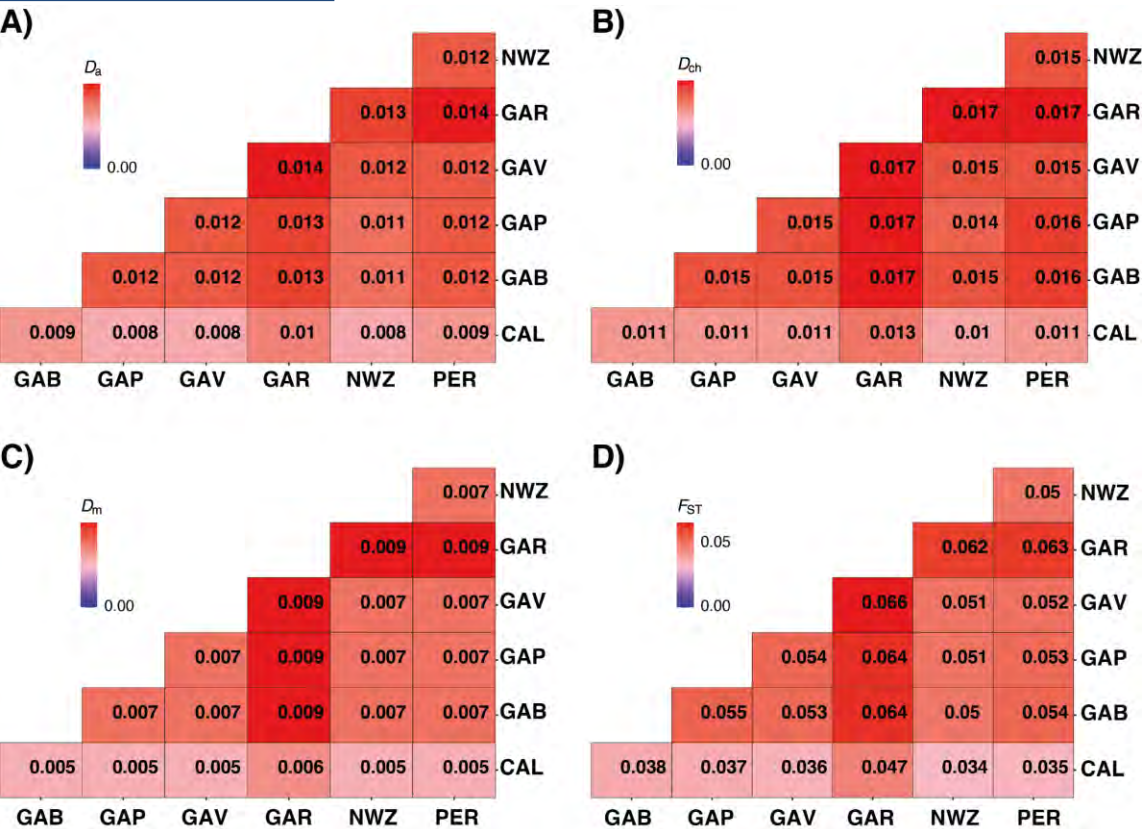 A)
Da
0.00
0.012 NWZ
0.013 0.014 GAR
0.014 0.012 0.012 GAV
0.012 0.013 0.011 0.012 GAP
0.012 0.012 0.013 0.011 0.012 GAB
0.009 0.008 0.008 0.01 0.008 0.009 CAL
GAB GAP GAV GAR NWZ PER
B)
Dch
0.00
0.015 NWZ
0.017 0.017 GAR
0.017 0.015 0.015 GAV
0.015 0.017 0.014 0.016 GAP
0.015 0.015 0.017 0.015 0.016 GAB
0.011 0.011 0.011 0.013 0.01 0.011 CAL
GAB GAP GAV GAR NWZ PER
C)
Dm
0.00
0.007 NWZ
0.009 0.009 GAR
0.009 0.007 0.007 GAV
0.007 0.009 0.007 0.007 GAP
0.007 0.007 0.009 0.007 0.007 GAB
0.005 0.005 0.005 0.006 0.005 0.005 CAL
GAB GAP GAV GAR NWZ PER
D)
FST
0.05
0.00
0.05 NWZ
0.062 0.063 GAR
0.066 0.051 0.052 GAV
0.054 0.064 0.051 0.053 GAP
0.055 0.053 0.064 0.05 0.054 GAB
0.038 0.037 0.036 0.047 0.034 0.035 CAL
GAB GAP GAV GAR NWZ PER